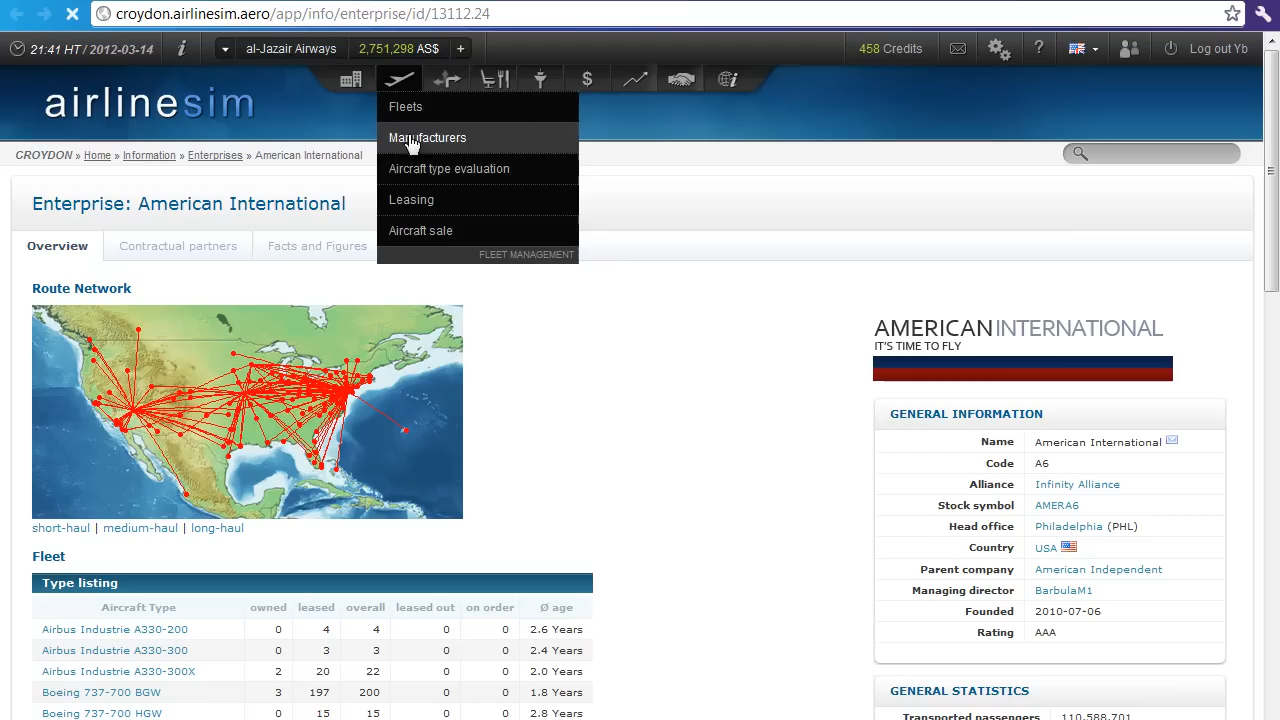 croydon.airlinesim.aero/app/info/enterprise/id/13112.24
21:41 HT / 2012-03-14
al-Jazair Airways
2,751,298 AS$
+
458 Credits
?
Log out Yb
airlinesim
Fleets
Manufacturers
Aircraft type evaluation
Leasing
Aircraft sale
FLEET MANAGEMENT
CROYDON » Home » Information » Enterprises » American International
Enterprise: American International
Overview
Contractual partners
Facts and Figures
Route Network
short-haul | medium-haul | long-haul
Fleet
Type listing
Aircraft Type owned leased overall leased out on order Ø age
Airbus Industrie A330-200 0 4 4 0 0 2.6 Years
Airbus Industrie A330-300 0 3 3 0 0 2.4 Years
Airbus Industrie A330-300X 2 20 22 0 0 2.0 Years
Boeing 737-700 BGW 3 197 200 0 0 1.8 Years
Boeing 737-700 HGW 0 15 15 0 0 2.8 Years
AMERICAN INTERNATIONAL
IT'S TIME TO FLY
GENERAL INFORMATION
Name American International
Code A6
Alliance Infinity Alliance
Stock symbol AMERA6
Head office Philadelphia (PHL)
Country USA
Parent company American Independent
Managing director BarbulaM1
Founded 2010-07-06
Rating AAA
GENERAL STATISTICS
Transported passengers 110,588,701